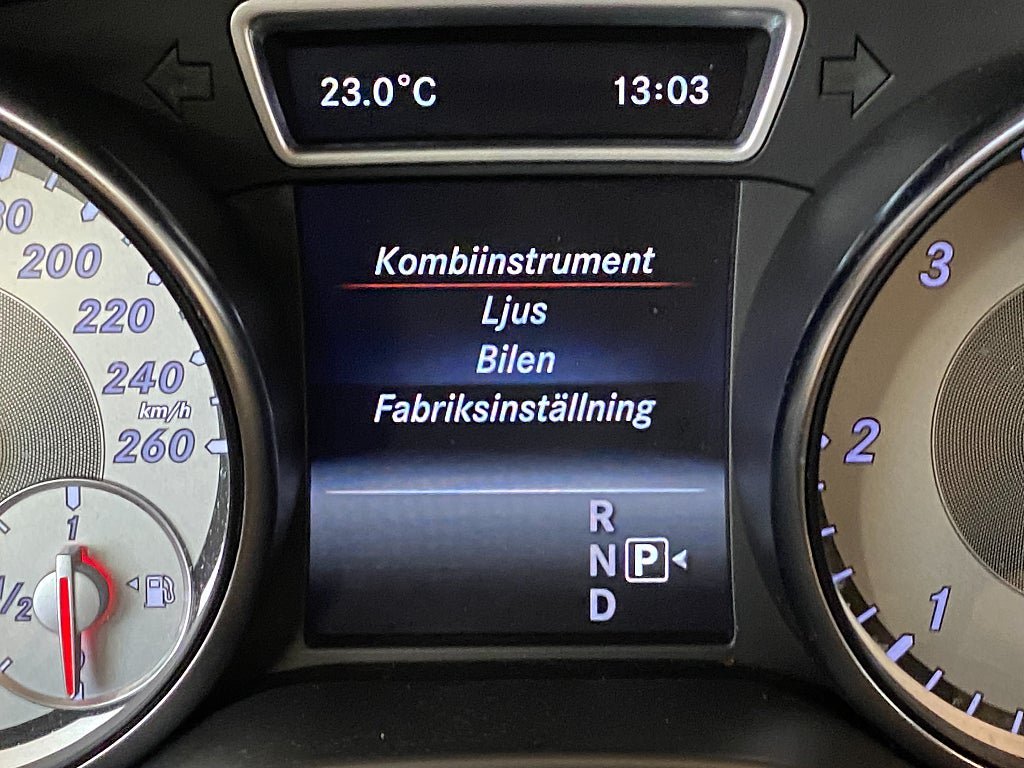 23.0°C 13:03
Kombiinstrument
Ljus
Bilen
Fabriksinställning
R
N P
D
200
220
240
km/h
260
1
1/2
0
3
2
1